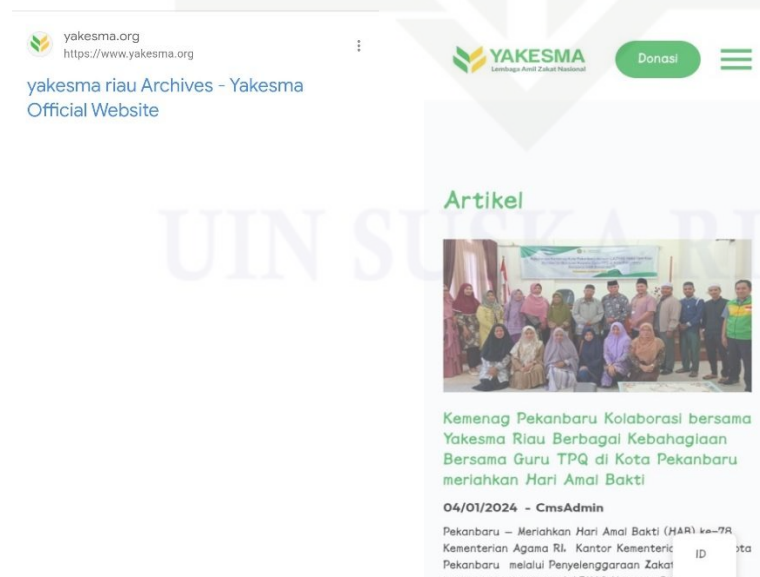 yakesma.org
https://www.yakesma.org
yakesma riau Archives - Yakesma
Official Website
YAKESMA
Lembaga Amil Zakat Nasional
Donasi
Artikel
Kemenag Pekanbaru Kolaborasi bersama
Yakesma Riau Berbagai Kebahagiaan
Bersama Guru TPQ di Kota Pekanbaru
meriahkan Hari Amal Bakti
04/01/2024 - CmsAdmin
Pekanbaru – Meriahkan Hari Amal Bakti (HAB) ke-78
Kementerian Agama RI. Kantor
Pekanbaru melalui Penyelenggaraan Zakat
ID
UIN SUSKA RI